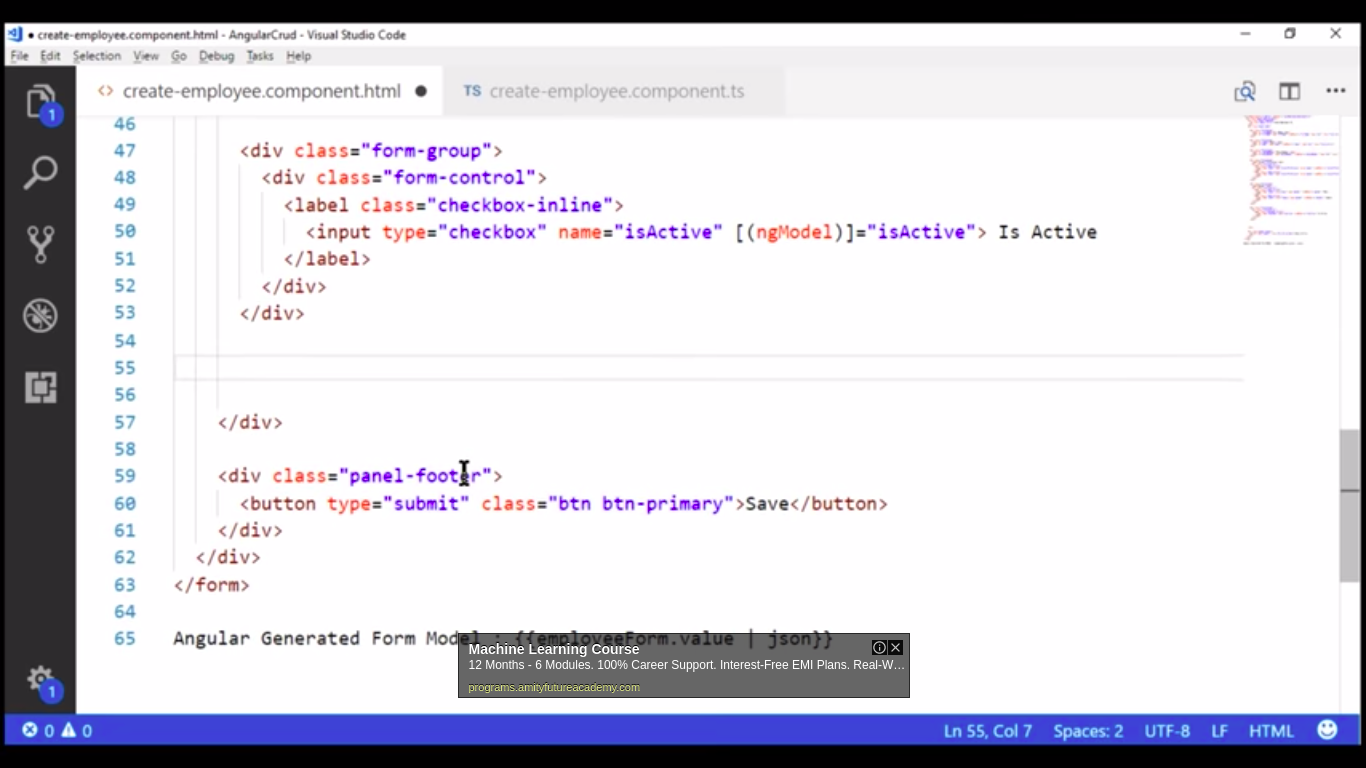 ● create-employee.component.html - AngularCrud - Visual Studio Code
File Edit Selection View Go Debug Tasks Help
<> create-employee.component.html ● TS create-employee.component.ts
1
46
47 <div class="form-group">
48 <div class="form-control">
49 <label class="checkbox-inline">
50 <input type="checkbox" name="isActive" [(ngModel)]="isActive"> Is Active
51 </label>
52 </div>
53 </div>
54
55
56
57 </div>
58
59 <div class="panel-footer">
60 <button type="submit" class="btn btn-primary">Save</button>
61 </div>
62 </div>
63 </form>
64
65 Angular Generated Form Model : {{employeeForm.value | json}}
Machine Learning Course
12 Months - 6 Modules. 100% Career Support. Interest-Free EMI Plans. Real-W...
programs.amityfutureacademy.com
1
0 0 Ln 55, Col 7 Spaces: 2 UTF-8 LF HTML